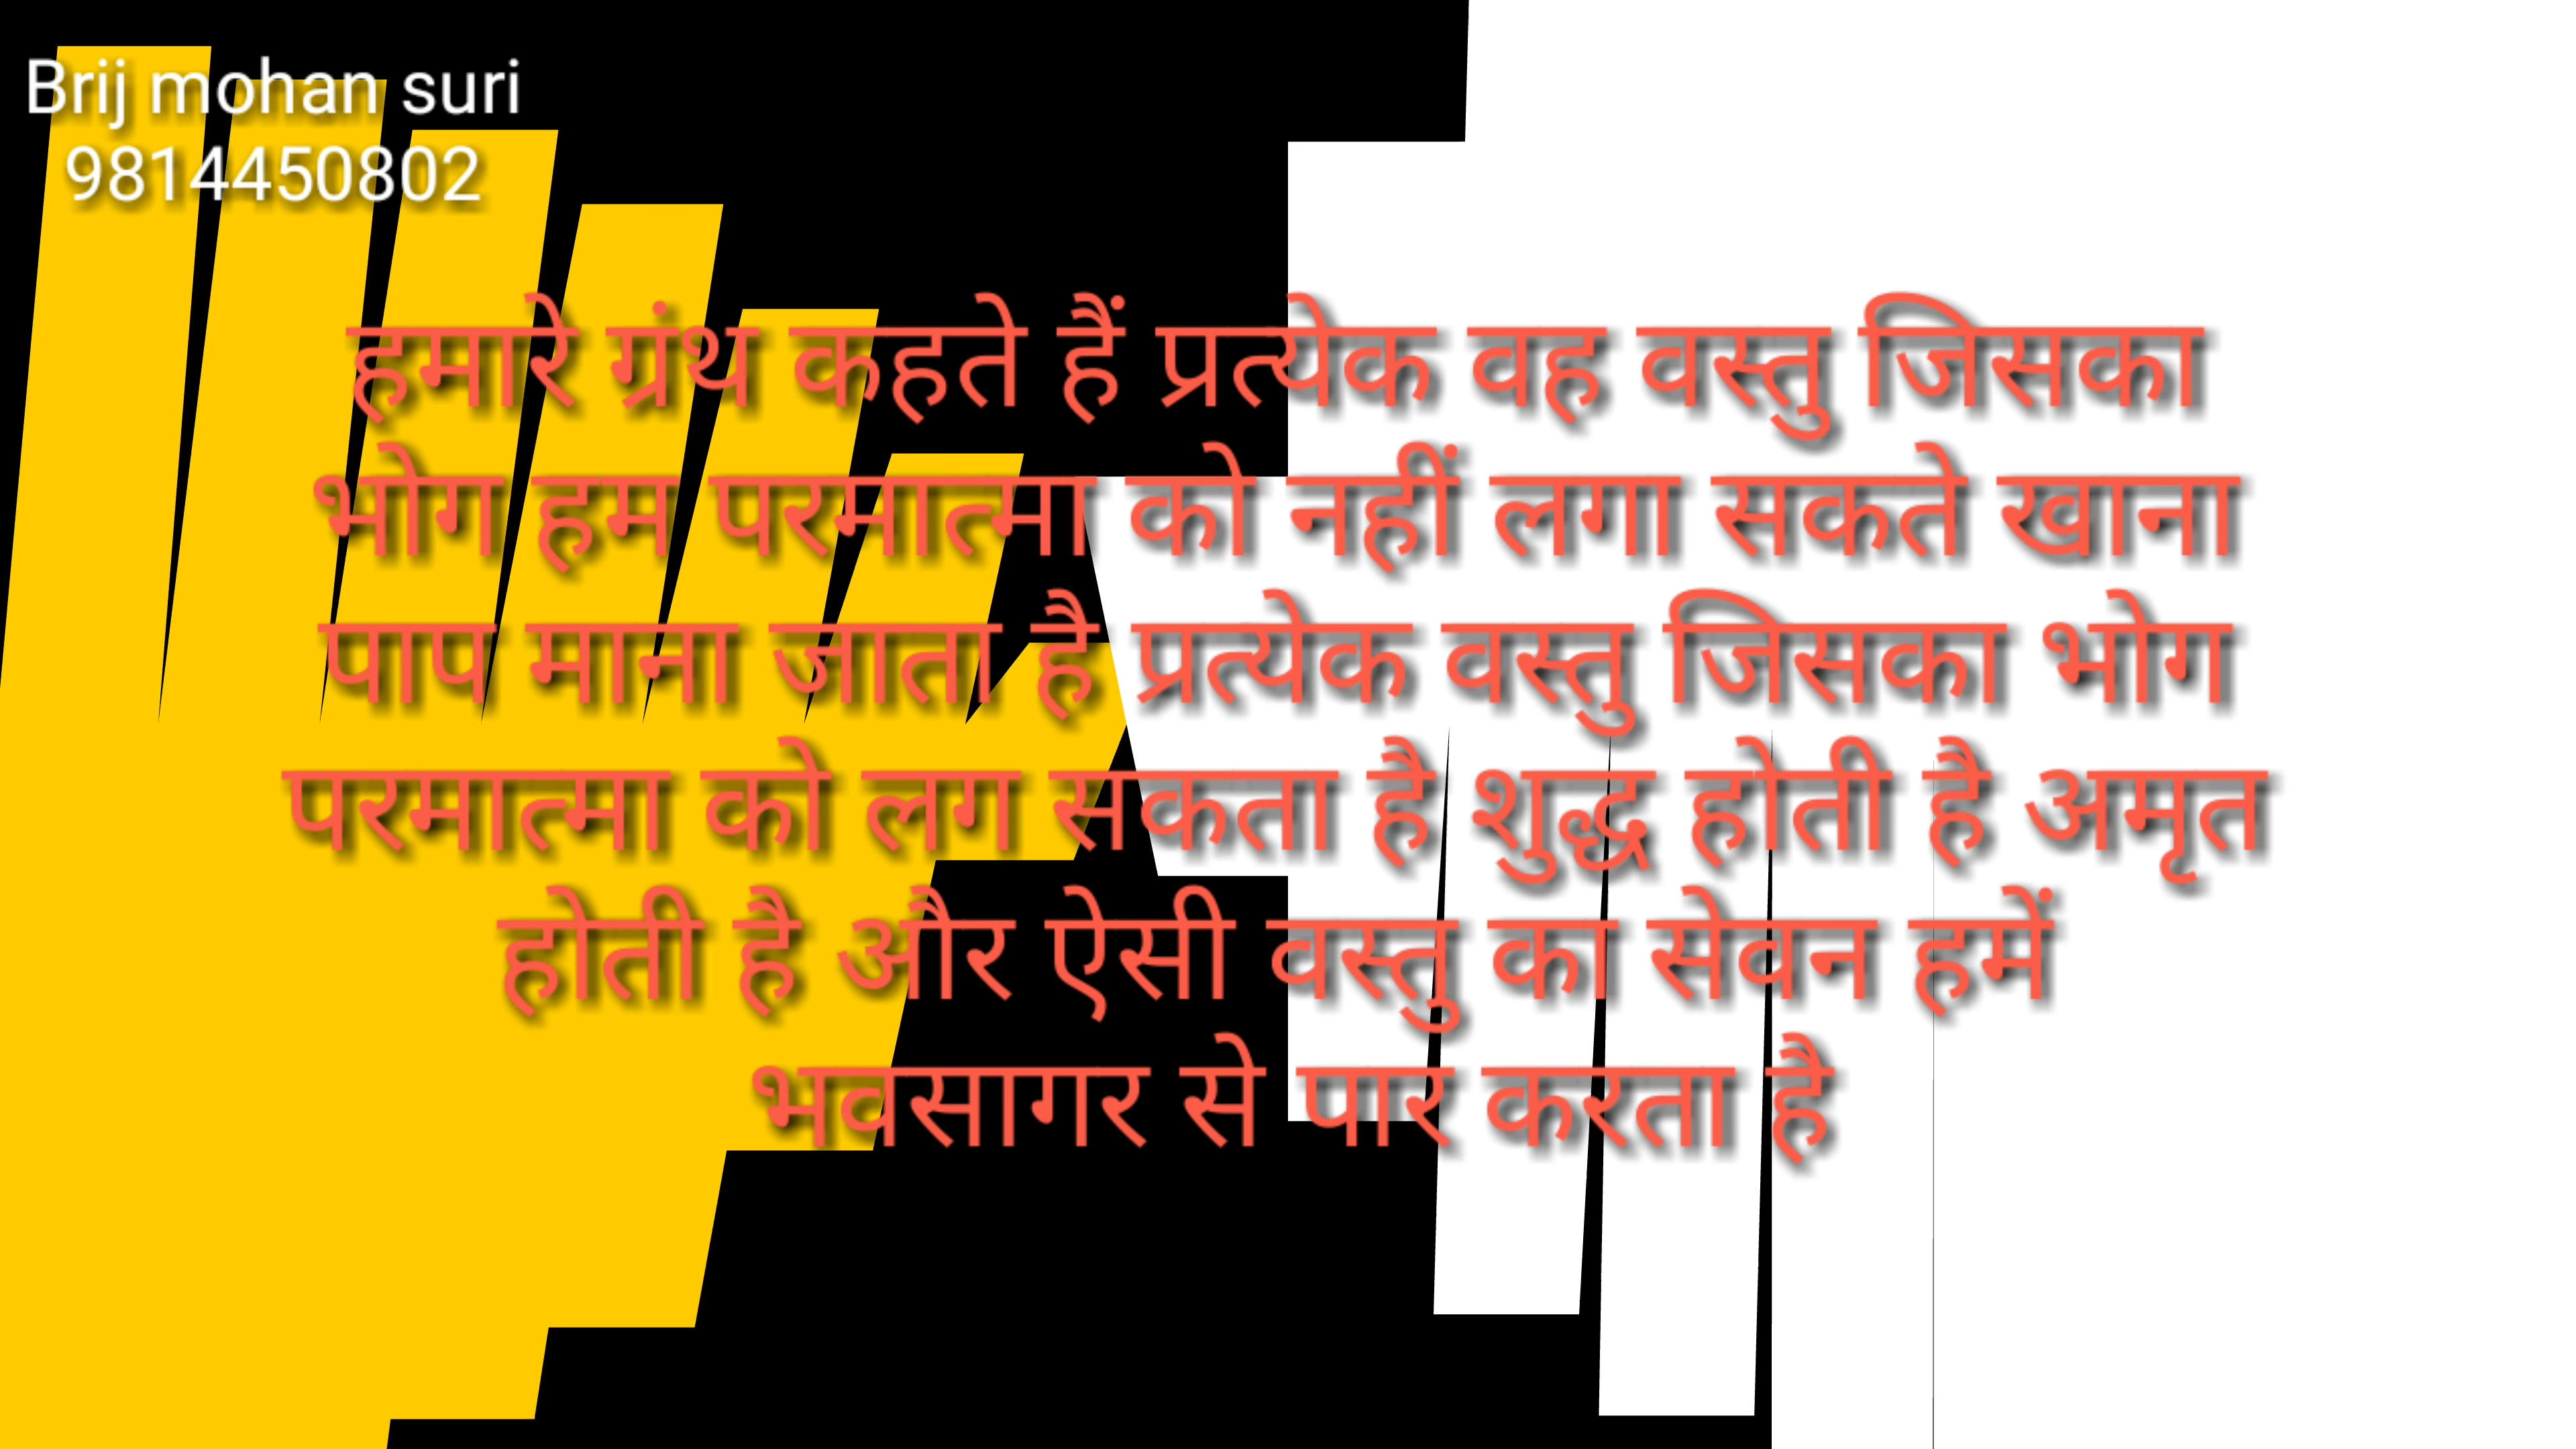 Brij mohan suri
9814450802
हमारे ग्रंथ कहते हैं प्रत्येक वह वस्तु जिसका
भोग हम परमात्मा को नहीं लगा सकते खाना
पाप माना जाता है प्रत्येक वस्तु जिसका भोग
परमात्मा को लग सकता है शुद्ध होती है अमृत
होती है और ऐसी वस्तु का सेवन हमें
भवसागर से पार करता है